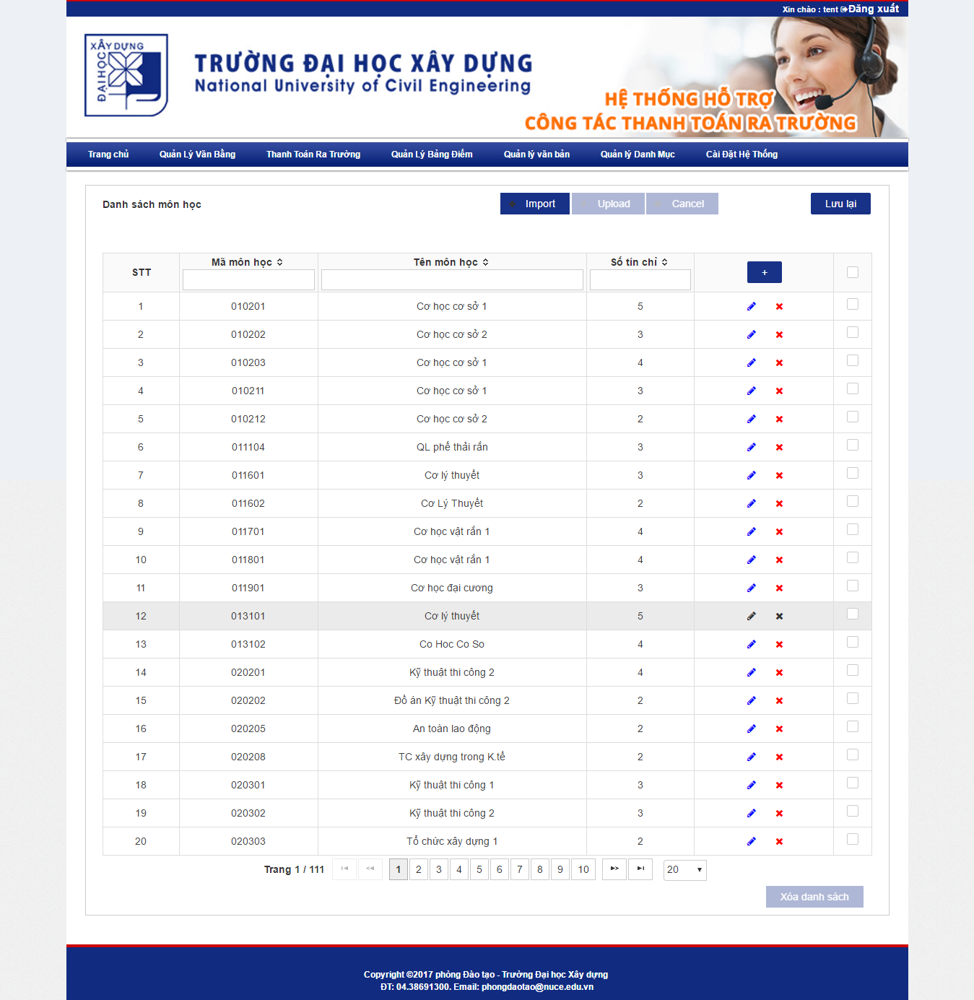 Xin chào : tent Đăng xuất
XÂY DỰNG
ĐẠI HỌC
TRƯỜNG ĐẠI HỌC XÂY DỰNG
National University of Civil Engineering
HỆ THỐNG HỖ TRỢ
CÔNG TÁC THANH TOÁN RA TRƯỜNG
Trang chủ Quản Lý Văn Bằng Thanh Toán Ra Trường Quản Lý Bảng Điểm Quản lý văn bản Quản lý Danh Mục Cài Đặt Hệ Thống
Danh sách môn học Import Upload Cancel Lưu lại
STT Mã môn học Tên môn học Số tín chỉ +
1 010201 Cơ học cơ sở 1 5
2 010202 Cơ học cơ sở 2 3
3 010203 Cơ học cơ sở 1 4
4 010211 Cơ học cơ sở 1 3
5 010212 Cơ học cơ sở 2 2
6 011104 QL phế thải rắn 3
7 011601 Cơ lý thuyết 3
8 011602 Cơ Lý Thuyết 2
9 011701 Cơ học vật rắn 1 4
10 011801 Cơ học vật rắn 1 4
11 011901 Cơ học đại cương 3
12 013101 Cơ lý thuyết 5
13 013102 Co Hoc Co So 4
14 020201 Kỹ thuật thi công 2 4
15 020202 Đồ án Kỹ thuật thi công 2 2
16 020205 An toàn lao động 2
17 020208 TC xây dựng trong K.tế 2
18 020301 Kỹ thuật thi công 1 3
19 020302 Kỹ thuật thi công 2 3
20 020303 Tổ chức xây dựng 1 2
Trang 1 / 111 1 2 3 4 5 6 7 8 9 10 20
Xóa danh sách
Copyright ©2017 phòng Đào tạo - Trường Đại học Xây dựng
ĐT: 04.38691300. Email: phongdaotao@nuce.edu.vn